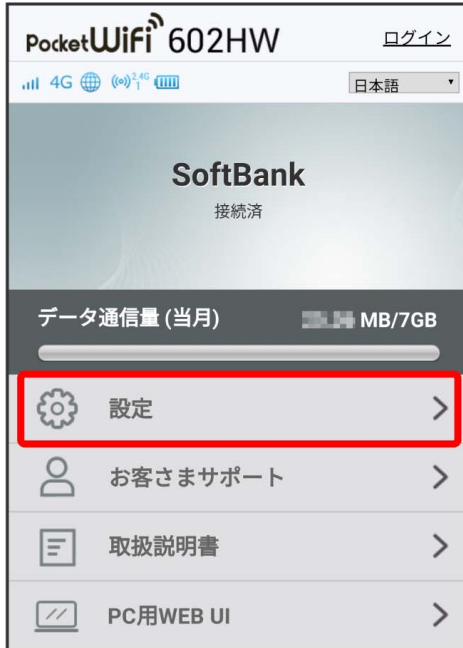 PocketWiFi 602HW ログイン
4G 2.4G 1 日本語
SoftBank
接続済
データ通信量 (当月) MB/7GB
設定
お客さまサポート
取扱説明書
PC用WEB UI